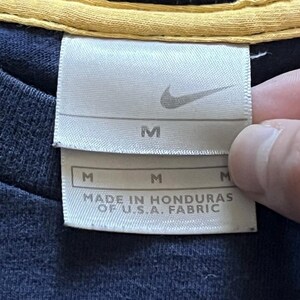 M
M M M
MADE IN HONDURAS
OF U.S.A. FABRIC